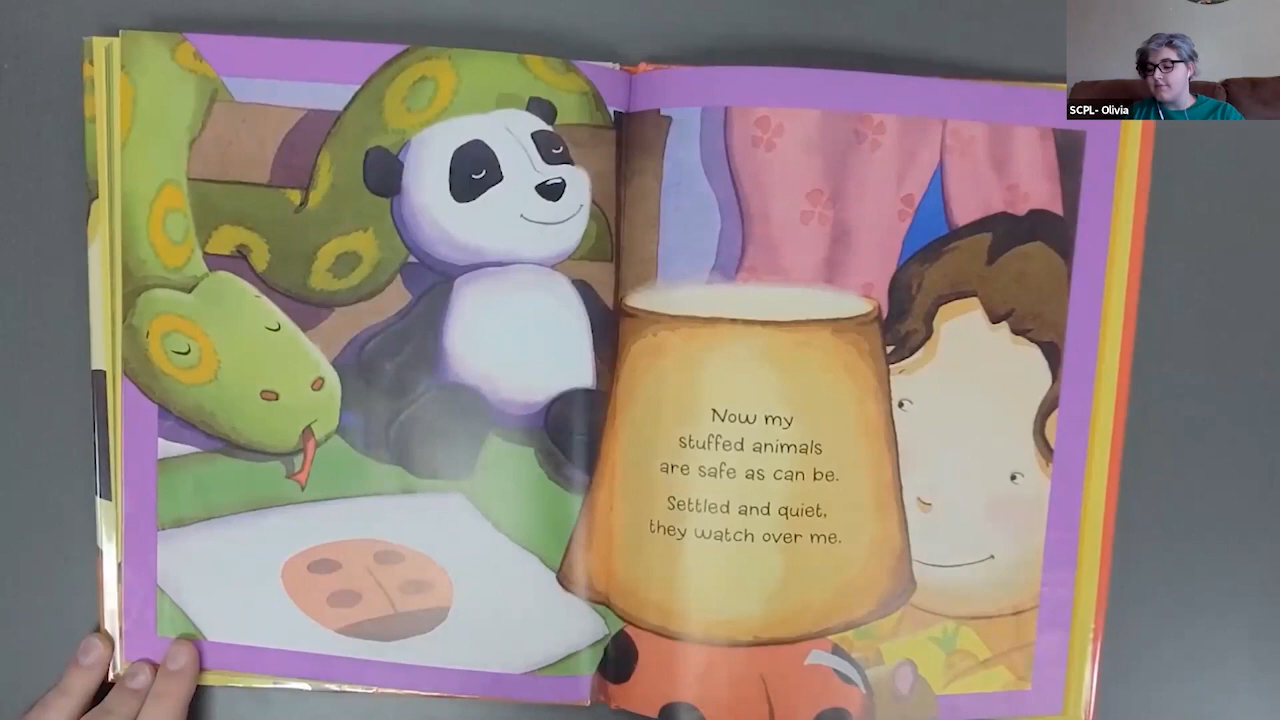 SCPL- Olivia
Now my
stuffed animals
are safe as can be.
Settled and quiet,
they watch over me.